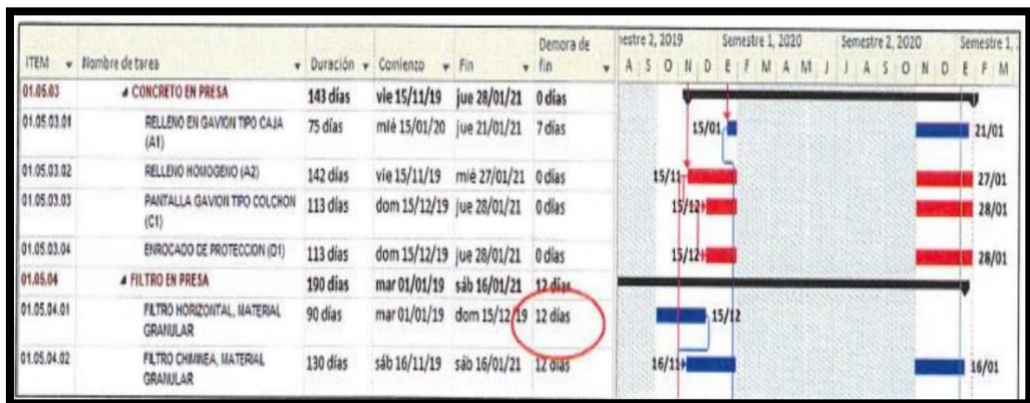 ITEM Nombre de tarea Duración Comienzo Fin Demora de fin
estre 2, 2019 Semestre 1, 2020 Semestre 2, 2020 Semestre 1,
A S O N D E F M A M J J A S O N D E F M
01.05.03 CONCRETO EN PRESA 143 días vie 15/11/19 jue 28/01/21 0 días
01.05.03.01 RELLENO EN GAVION TIPO CAJA (A1) 75 días mié 15/01/20 jue 21/01/21 7 días 15/01 21/01
01.05.03.02 RELLENO HOMOGENEO (A2) 142 días vie 15/11/19 mié 27/01/21 0 días 15/11 27/01
01.05.03.03 PANTALLA GAVION TIPO COLCHON (C1) 113 días dom 15/12/19 jue 28/01/21 0 días 15/12 28/01
01.05.03.04 ENROCADO DE PROTECCION (D1) 113 días dom 15/12/19 jue 28/01/21 0 días 15/12 28/01
01.05.04 FILTRO EN PRESA 190 días mar 01/01/19 sáb 16/01/21 12 días
01.05.04.01 FILTRO HORIZONTAL, MATERIAL GRANULAR 90 días mar 01/01/19 dom 15/12/19 12 días 15/12
01.05.04.02 FILTRO CHIMINEA, MATERIAL GRANULAR 130 días sáb 16/11/19 sáb 16/01/21 12 días 16/11 16/01